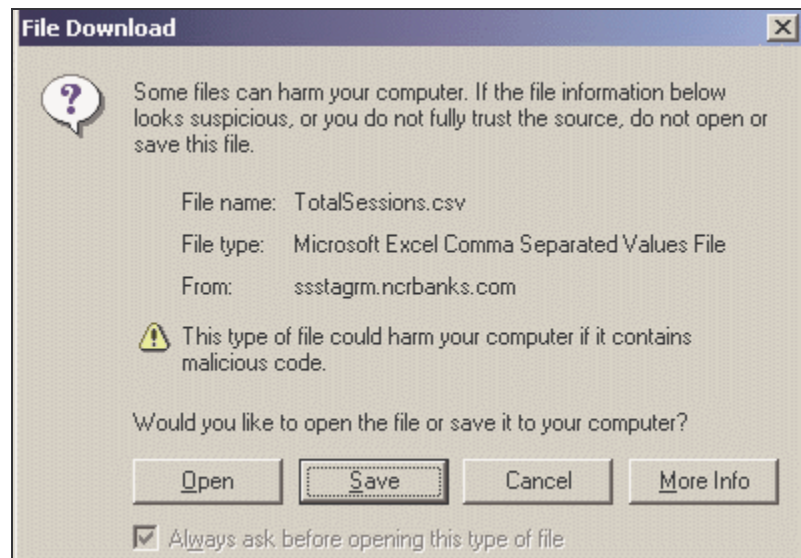 File Download
Some files can harm your computer. If the file information below
looks suspicious, or you do not fully trust the source, do not open or
save this file.
File name: TotalSessions.csv
File type: Microsoft Excel Comma Separated Values File
From: ssstagrm.ncrbanks.com
This type of file could harm your computer if it contains
malicious code.
Would you like to open the file or save it to your computer?
Open Save Cancel More Info
Always ask before opening this type of file